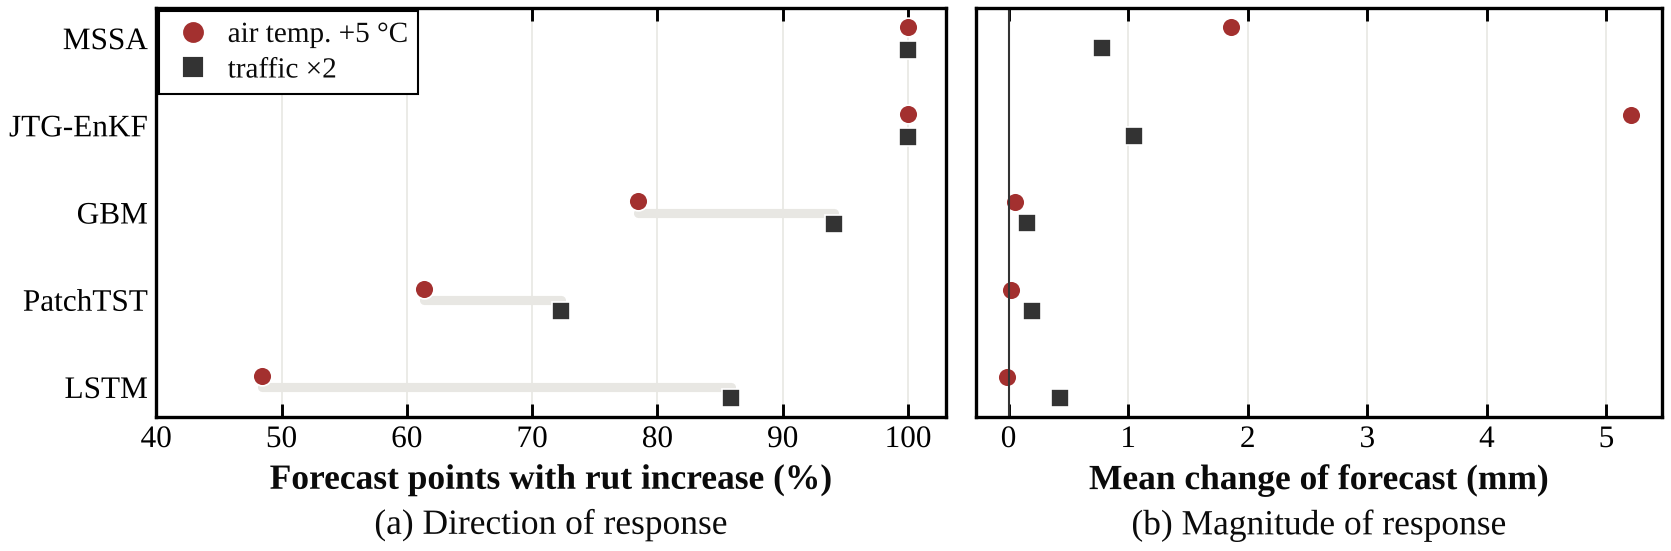 air temp. +5 °C
traffic ×2
MSSA
JTG-EnKF
GBM
PatchTST
LSTM
40 50 60 70 80 90 100
Forecast points with rut increase (%)
(a) Direction of response
0 1 2 3 4 5
Mean change of forecast (mm)
(b) Magnitude of response